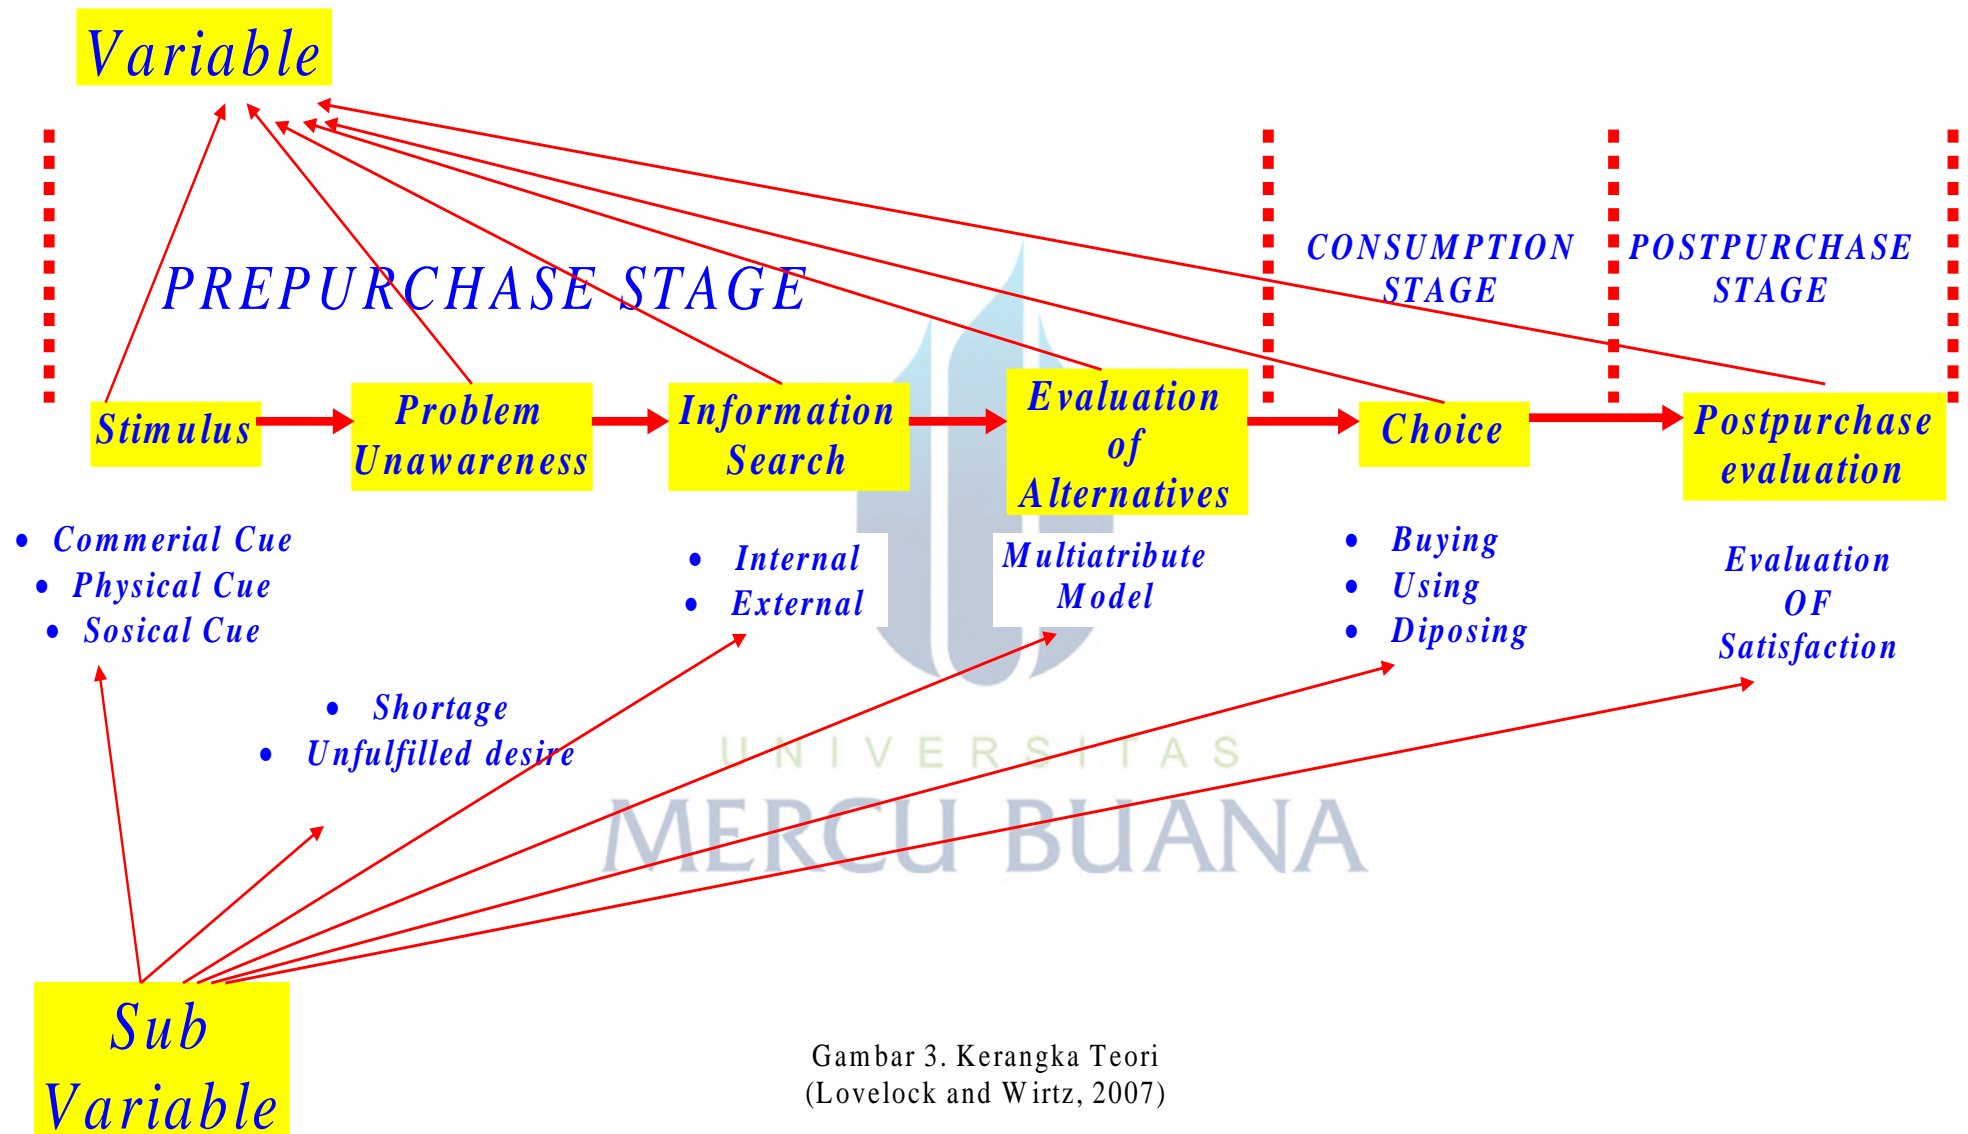 Variable
PREPURCHASE STAGE
CONSUMPTION
STAGE
POSTPURCHASE
STAGE
Stimulus
Problem
Unawareness
Information
Search
Evaluation
of
Alternatives
Choice
Postpurchase
evaluation
• Commerial Cue
• Physical Cue
• Sosical Cue
• Shortage
• Unfulfilled desire
• Internal
• External
Multiatribute
Model
• Buying
• Using
• Diposing
Evaluation
OF
Satisfaction
UNIVERSITAS
MERCU BUANA
Sub
Variable
Gambar 3. Kerangka Teori
(Lovelock and Wirtz, 2007)